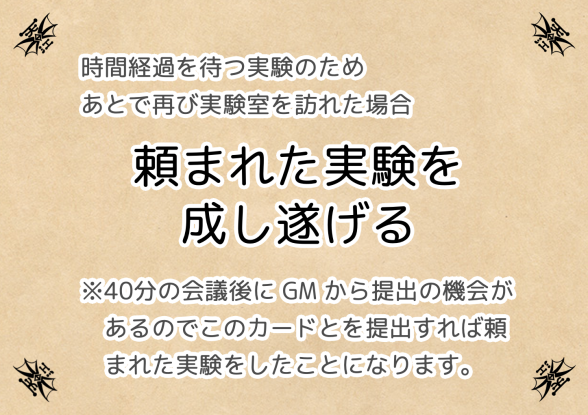 時間経過を待つ実験のため
あとで再び実験室を訪れた場合
頼まれた実験を
成し遂げる
※40分の会議後に GM から提出の機会が
あるのでこのカードとを提出すれば頼
まれた実験をしたことになります。